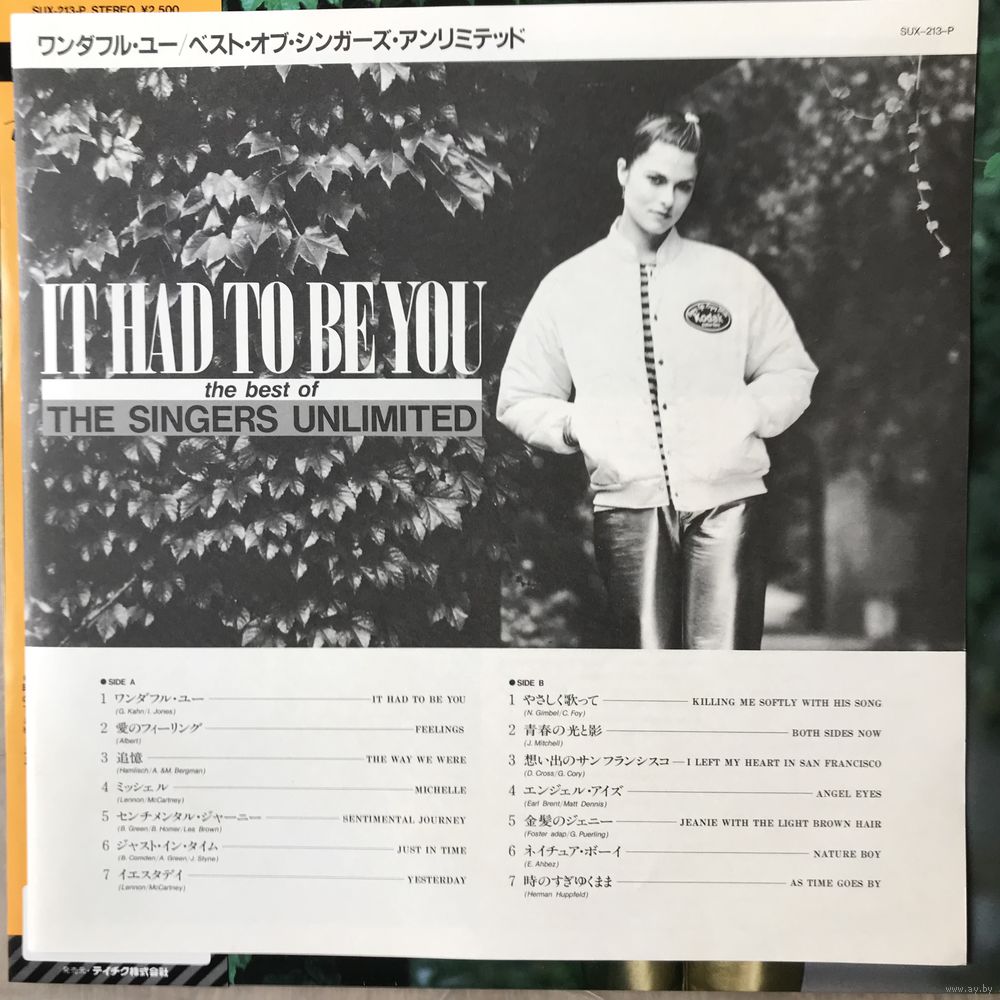 SUX-213-P STEREO ¥2,500
ワンダフル・ユー/ベスト・オブ・シンガーズ・アンリミテッド
SUX-213-P
Kodak
IT HAD TO BE YOU
the best of
THE SINGERS UNLIMITED
●SIDE A
1 ワンダフル・ユー IT HAD TO BE YOU
(G. Kahn/I. Jones)
2 愛のフィーリング FEELINGS
(Albert)
3 追憶 THE WAY WE WERE
(Hamlisch/A. &M. Bergman)
4 ミッシェル MICHELLE
(Lennon/McCartney)
5 センチメンタル・ジャーニー SENTIMENTAL JOURNEY
(B. Green/B. Homer/Les Brown)
6 ジャスト・イン・タイム JUST IN TIME
(B. Comden/A. Green/J. Styne)
7 イエスタデイ YESTERDAY
(Lennon/McCartney)
●SIDE B
1 やさしく歌って KILLING ME SOFTLY WITH HIS SONG
(N. Gimbel/C. Foy)
2 青春の光と影 BOTH SIDES NOW
(J. Mitchell)
3 想い出のサンフランシスコ I LEFT MY HEART IN SAN FRANCISCO
(D. Cross/G. Cory)
4 エンジェル・アイズ ANGEL EYES
(Earl Brent/Matt Dennis)
5 金髪のジェニー JEANIE WITH THE LIGHT BROWN HAIR
(Foster adap/G. Puerling)
6 ネイチュア・ボーイ NATURE BOY
(E. Ahbez)
7 時のすぎゆくまま AS TIME GOES BY
(Herman Huppfeld)
発売元・テイチク株式会社
www.ay.by